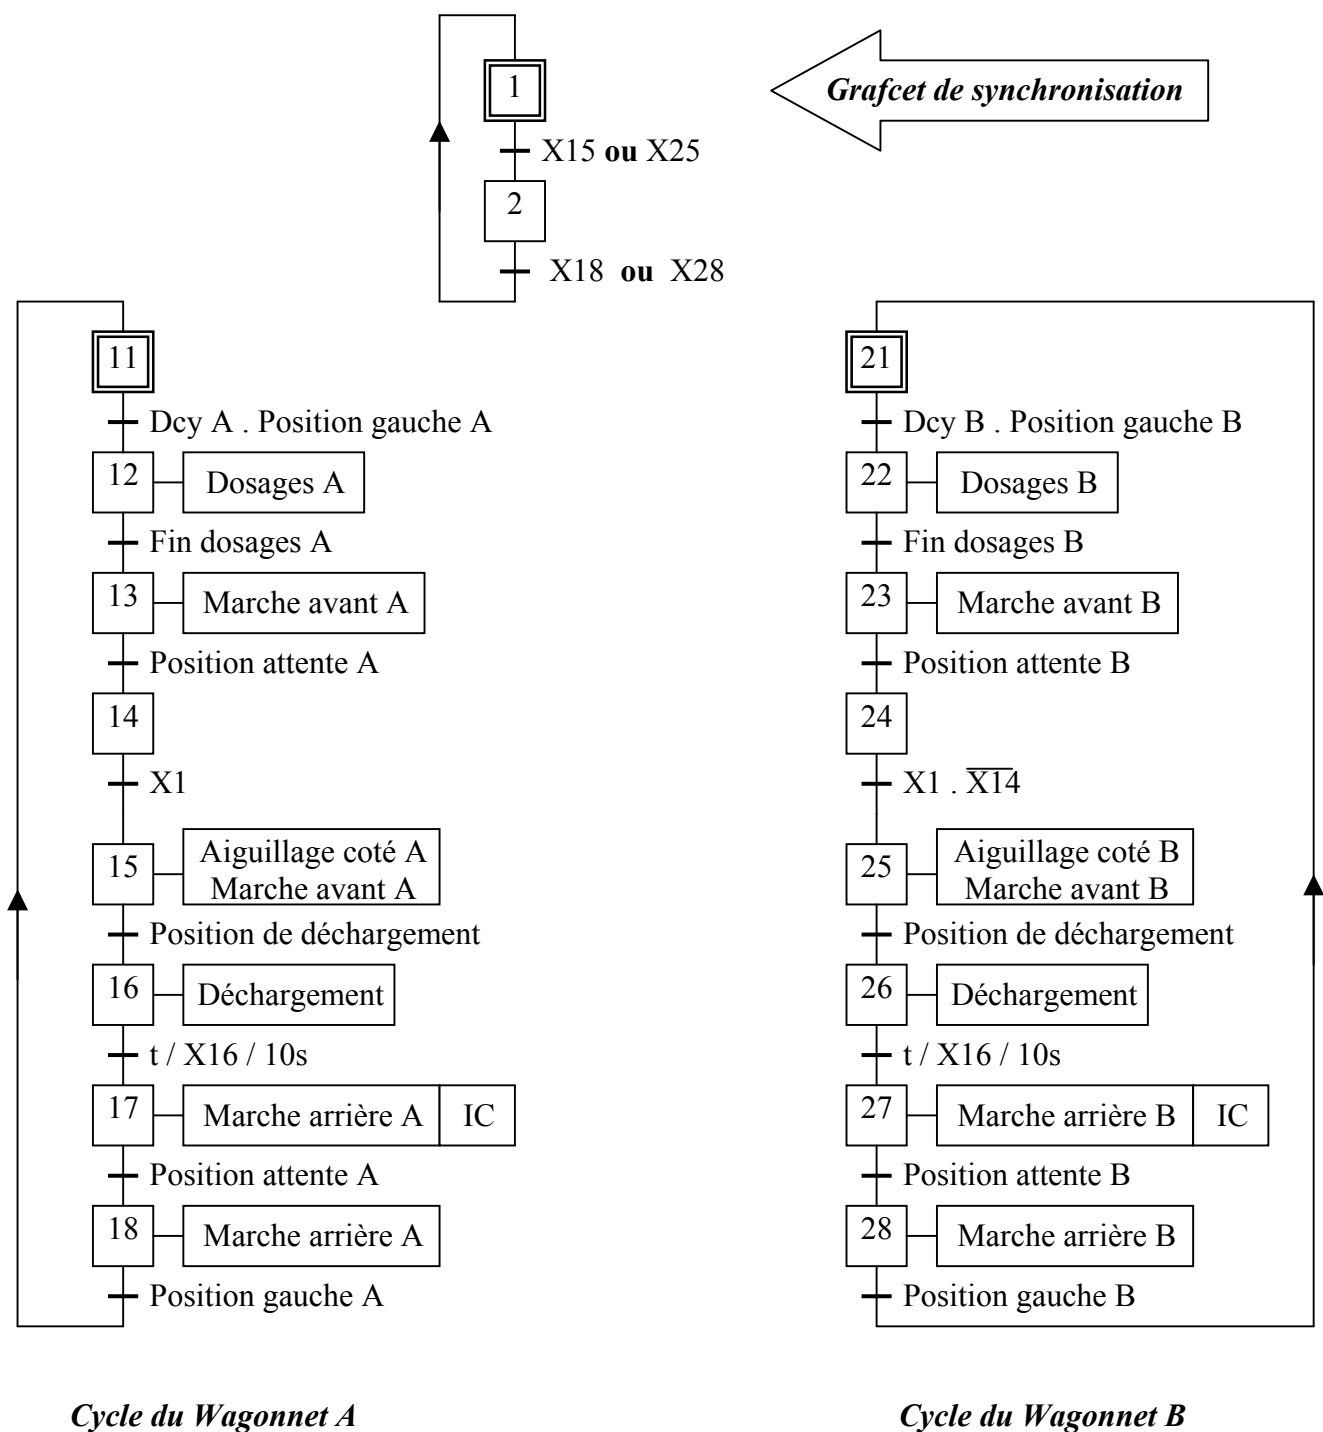 1
Grafcet de synchronisation
X15 ou X25
2
X18 ou X28
11
Dcy A . Position gauche A
12
Dosages A
Fin dosages A
13
Marche avant A
Position attente A
14
X1
15
Aiguillage coté A
Marche avant A
Position de déchargement
16
Déchargement
t / X16 / 10s
17
Marche arrière A
IC
Position attente A
18
Marche arrière A
Position gauche A
Cycle du Wagonnet A
21
Dcy B . Position gauche B
22
Dosages B
Fin dosages B
23
Marche avant B
Position attente B
24
X1 . X̅1̅4̅
25
Aiguillage coté B
Marche avant B
Position de déchargement
26
Déchargement
t / X16 / 10s
27
Marche arrière B
IC
Position attente B
28
Marche arrière B
Position gauche B
Cycle du Wagonnet B